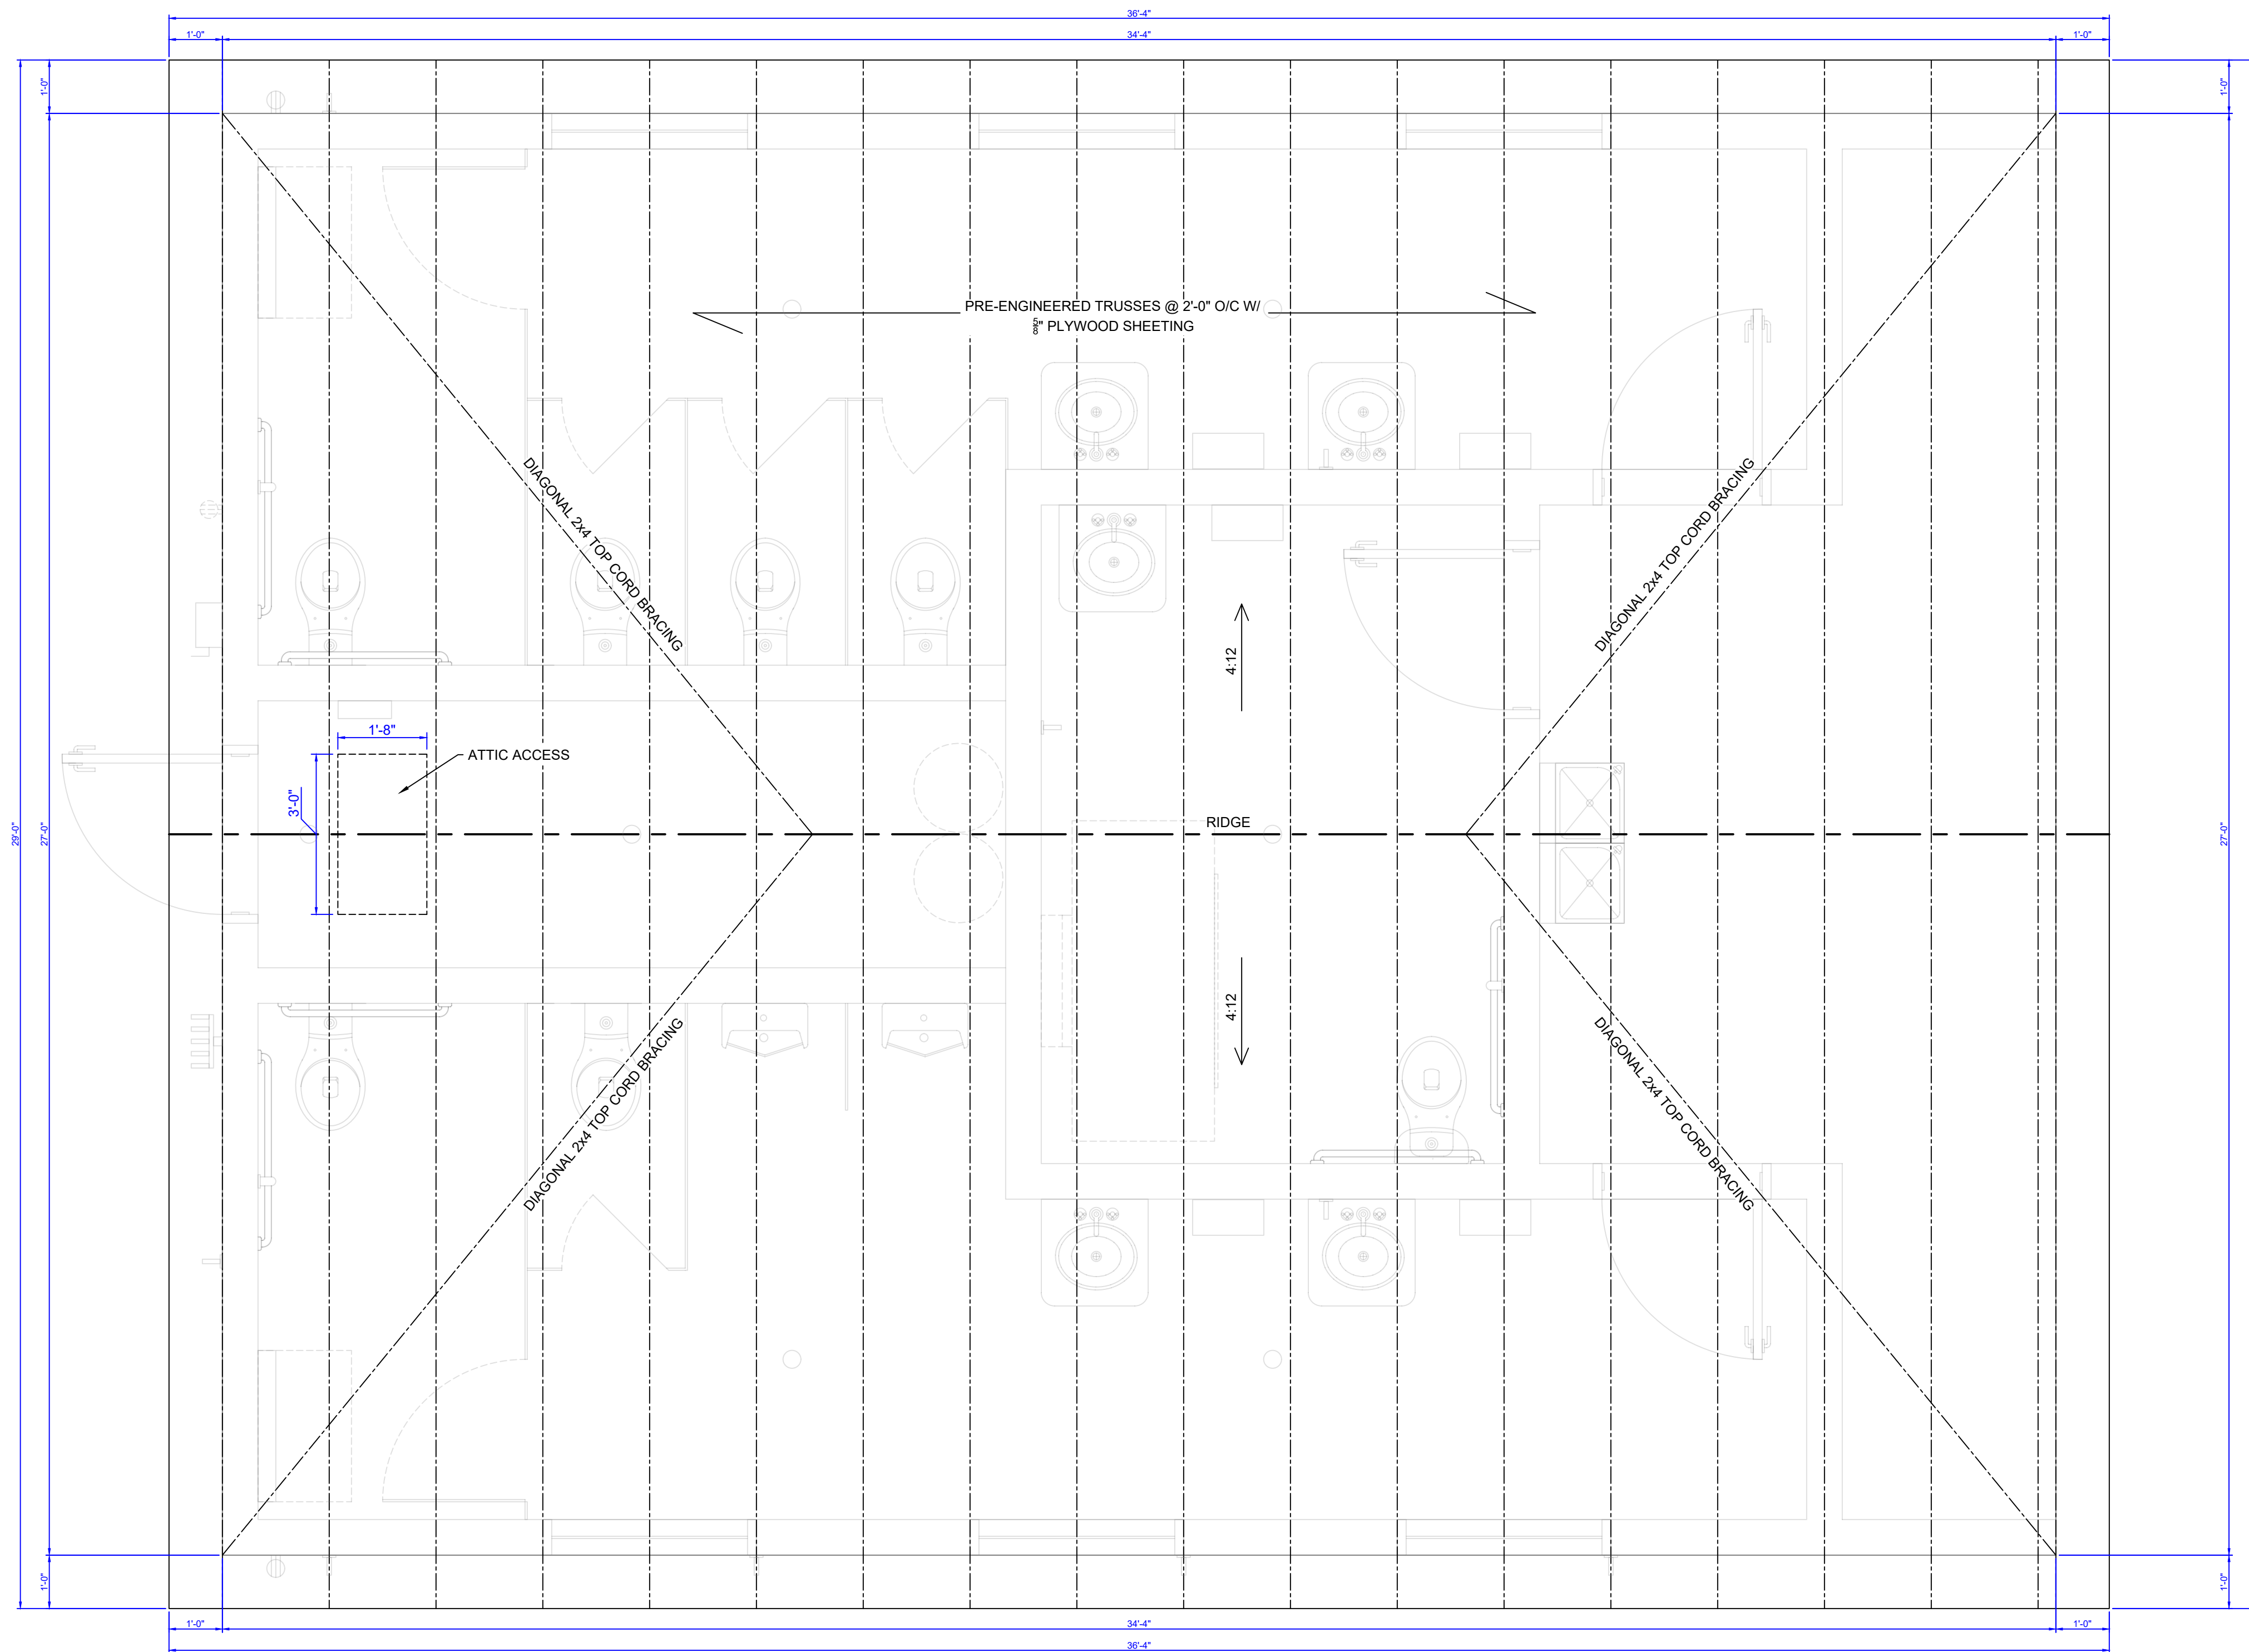 36'-4"
1'-0"
34'-4"
1'-0"
1'-0"
1'-0"
PRE-ENGINEERED TRUSSES @ 2'-0" O/C W/
5/8" PLYWOOD SHEETING
DIAGONAL 2x4 TOP CORD BRACING
DIAGONAL 2x4 TOP CORD BRACING
4:12
1'-8"
ATTIC ACCESS
3'-0"
RIDGE
29'-0"
27'-0"
27'-0"
4:12
DIAGONAL 2x4 TOP CORD BRACING
DIAGONAL 2x4 TOP CORD BRACING
1'-0"
1'-0"
1'-0"
34'-4"
1'-0"
36'-4"